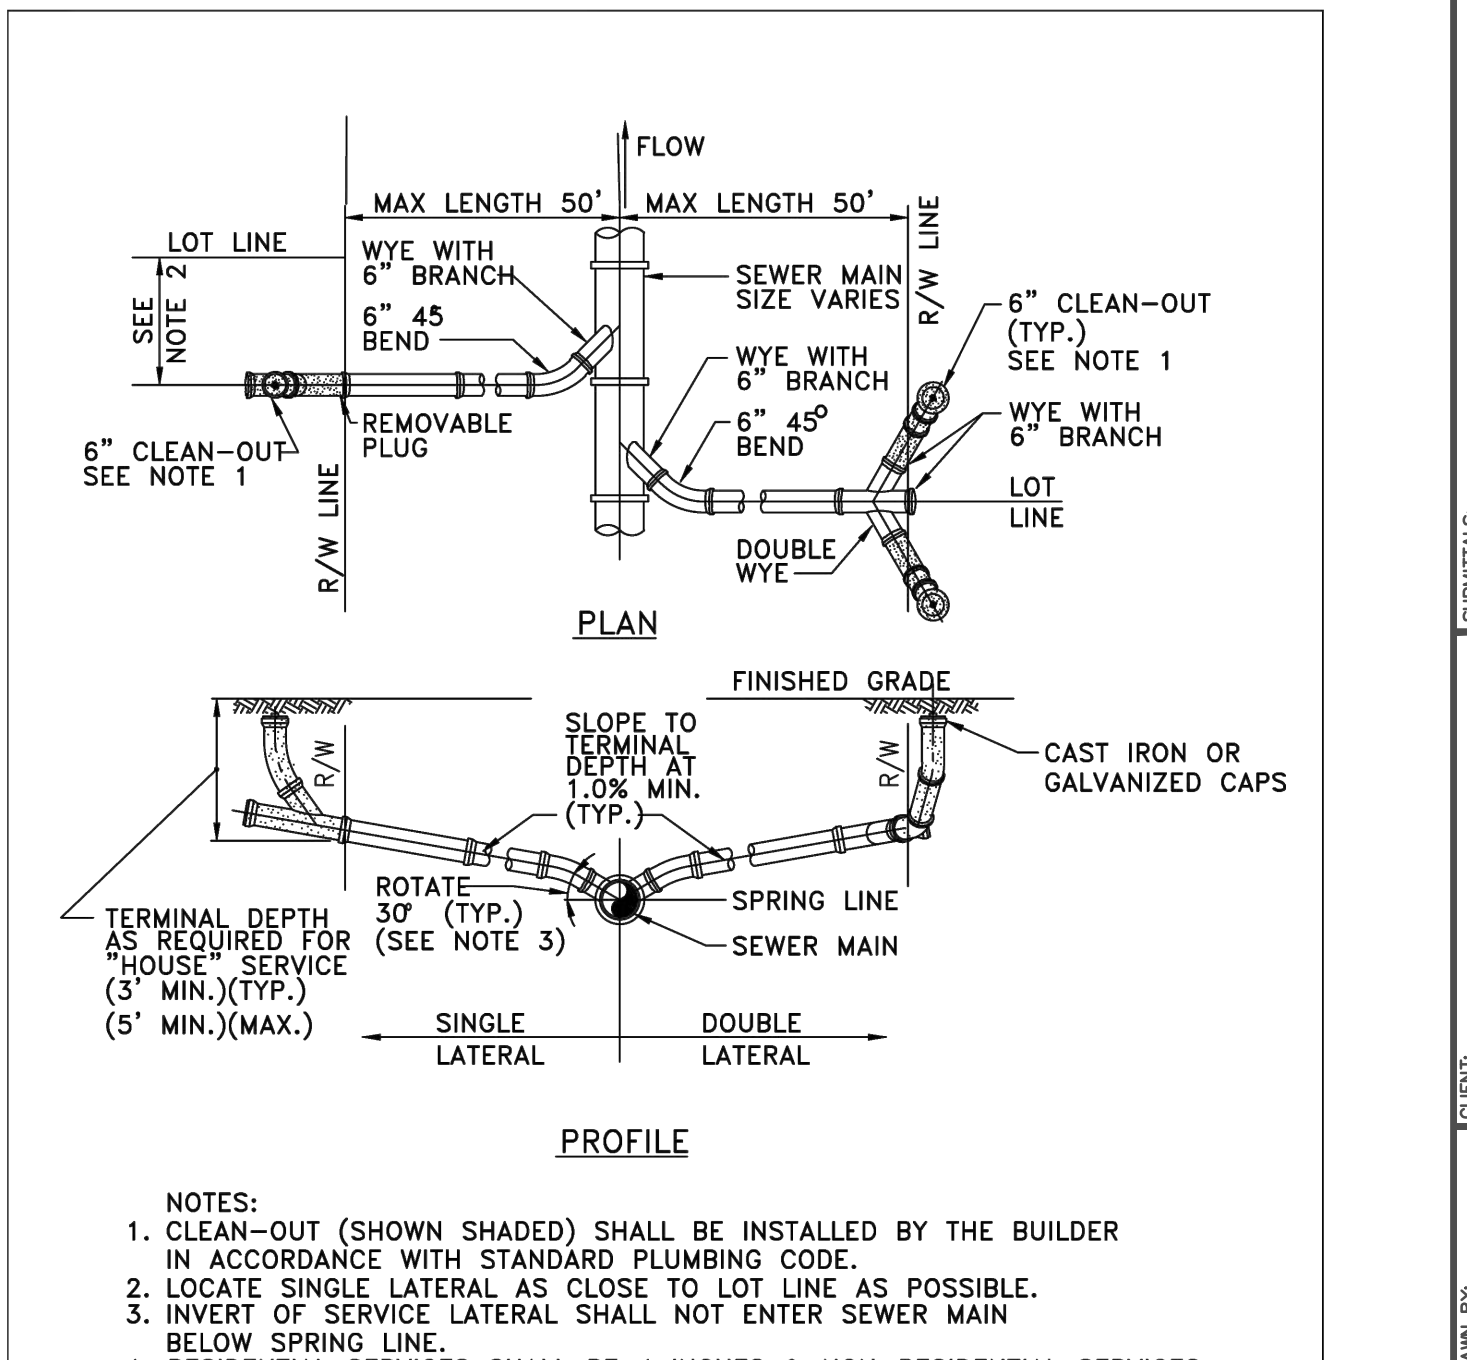 FLOW
MAX LENGTH 50'
MAX LENGTH 50'
R/W LINE
LOT LINE
WYE WITH
6" BRANCH
SEE
NOTE 2
6" 45°
BEND
SEWER MAIN
SIZE VARIES
6" CLEAN-OUT
(TYP.)
SEE NOTE 1
WYE WITH
6" BRANCH
6" 45°
BEND
WYE WITH
6" BRANCH
REMOVABLE
PLUG
6" CLEAN-OUT
SEE NOTE 1
R/W LINE
LOT
LINE
DOUBLE
WYE
PLAN
FINISHED GRADE
SLOPE TO
TERMINAL
DEPTH AT
1.0% MIN.
(TYP.)
R/W
R/W
CAST IRON OR
GALVANIZED CAPS
ROTATE
30° (TYP.)
(SEE NOTE 3)
SPRING LINE
SEWER MAIN
TERMINAL DEPTH
AS REQUIRED FOR
"HOUSE" SERVICE
(3' MIN.)(TYP.)
(5' MIN.)(MAX.)
SINGLE
LATERAL
DOUBLE
LATERAL
PROFILE
NOTES:
1. CLEAN-OUT (SHOWN SHADED) SHALL BE INSTALLED BY THE BUILDER
IN ACCORDANCE WITH STANDARD PLUMBING CODE.
2. LOCATE SINGLE LATERAL AS CLOSE TO LOT LINE AS POSSIBLE.
3. INVERT OF SERVICE LATERAL SHALL NOT ENTER SEWER MAIN
BELOW SPRING LINE.
CLIENT: